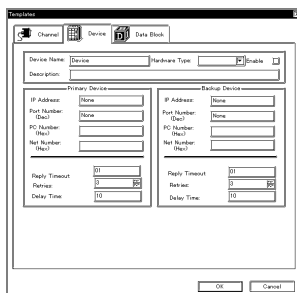 Templates
Channel Device Data Block
Device Name: Device Hardware Type: Enable
Description:
Primary Device Backup Device
IP Address: None IP Address: None
Port Number: (Dec) None Port Number: (Dec) None
PC Number: (Hex) PC Number: (Hex)
Net Number: (Hex) Net Number: (Hex)
Reply Timeout 01 Reply Timeout 01
Retries: 3 Retries: 3
Delay Time: 10 Delay Time: 10
OK Cancel